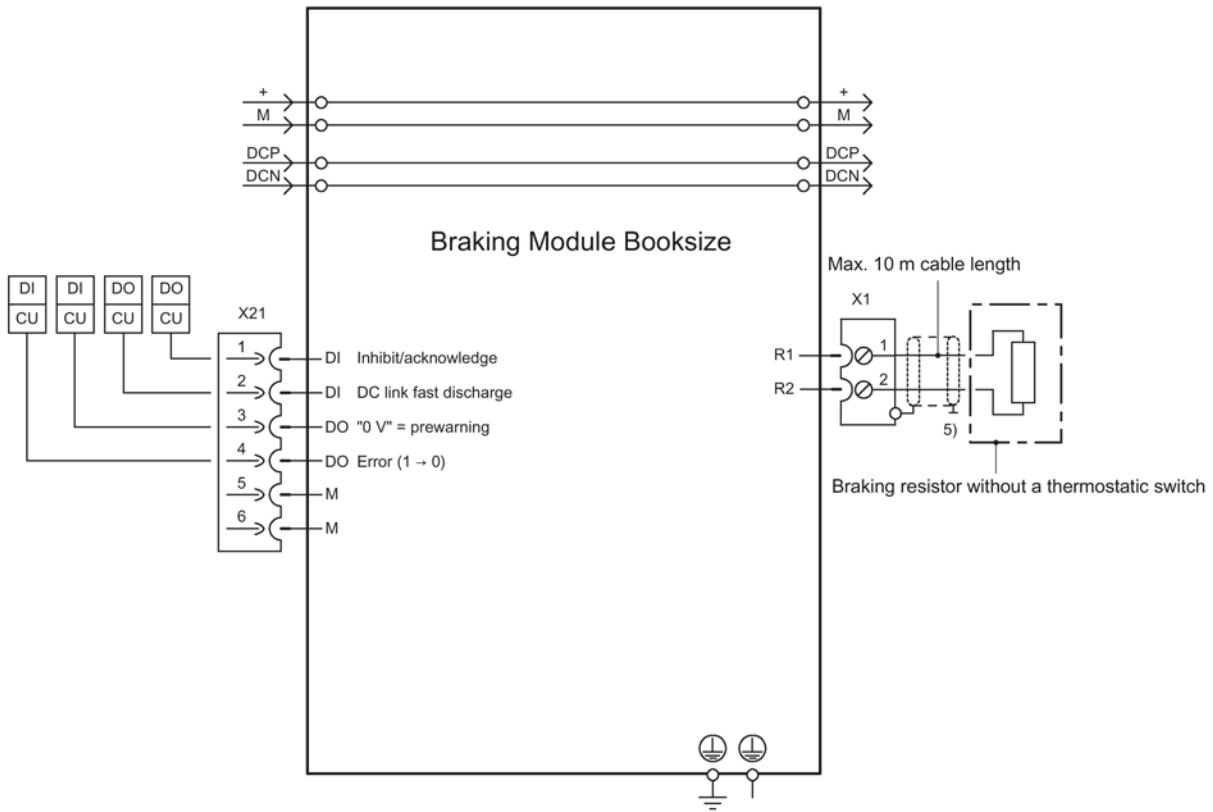 + +
M M
DCP DCP
DCN DCN
Braking Module Booksize
Max. 10 m cable length
DI DI DO DO
CU CU CU CU
X21
X1
1 DI Inhibit/acknowledge
2 DI DC link fast discharge
3 DO "0 V" = prewarning
4 DO Error (1 → 0)
5 M
6 M
R1 1
R2 2
5)
Braking resistor without a thermostatic switch